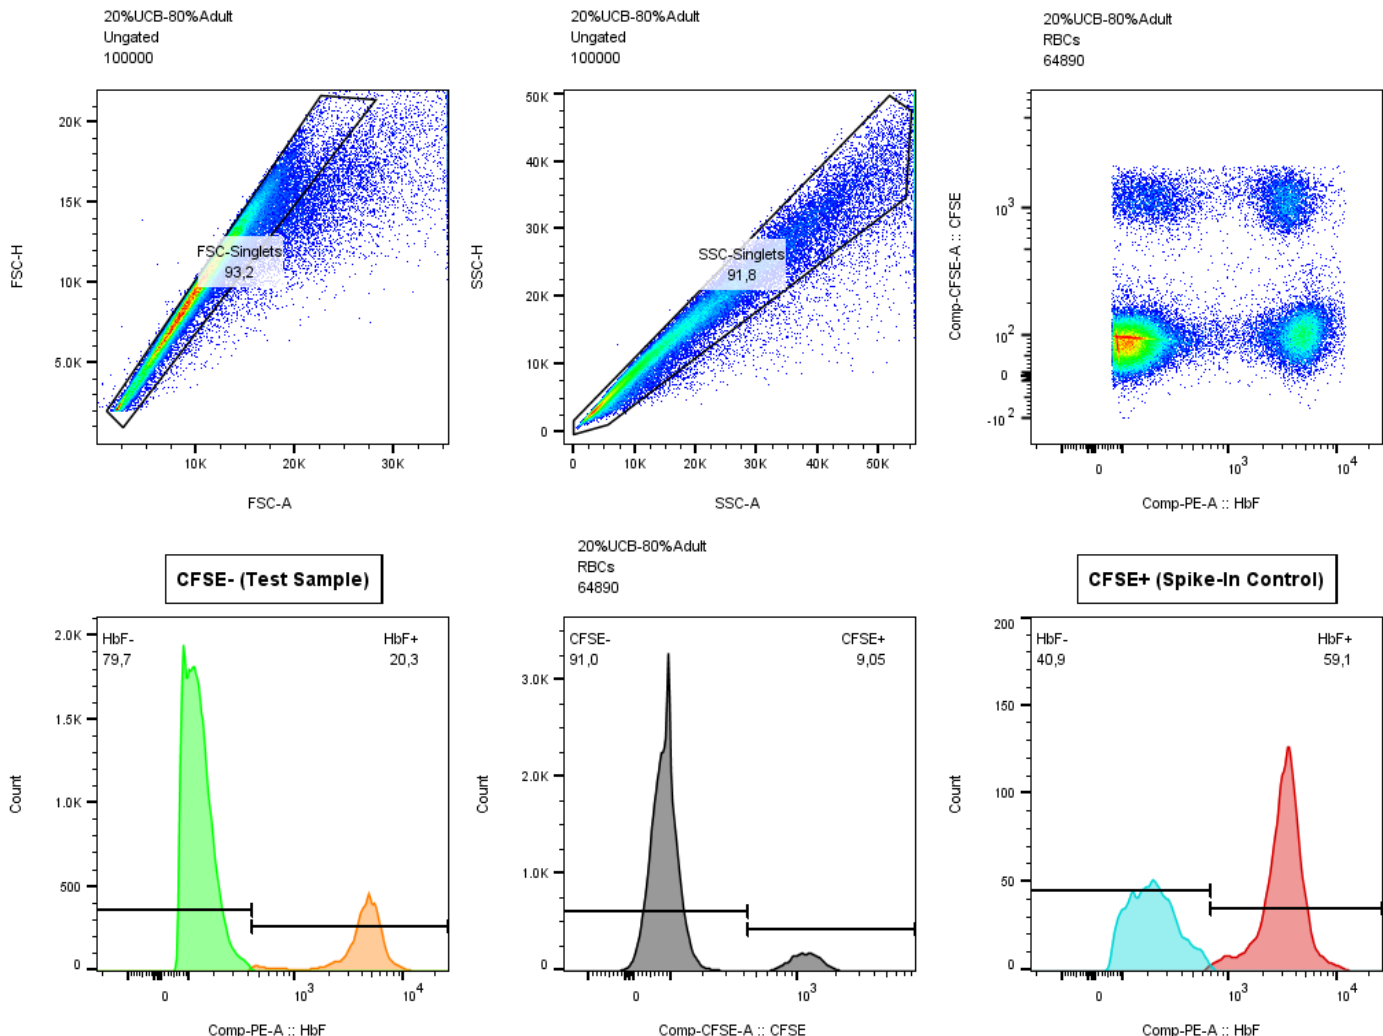 20%UCB-80%Adult
Ungated
100000
20K
15K
10K
5.0K
FSC-H
FSC-Singlets
93,2
10K
20K
30K
FSC-A
20%UCB-80%Adult
Ungated
100000
50K
40K
30K
20K
10K
0
SSC-H
SSC-Singlets
91,8
0
10K
20K
30K
40K
50K
SSC-A
20%UCB-80%Adult
RBCs
64890
10^3
10^2
0
-10^2
Comp-CFSE-A :: CFSE
0
10^3
10^4
Comp-PE-A :: HbF
CFSE- (Test Sample)
2.0K
1.5K
1.0K
500
0
Count
HbF-
79,7
HbF+
20,3
0
10^3
10^4
Comp-PE-A :: HbF
20%UCB-80%Adult
RBCs
64890
3.0K
2.0K
1.0K
0
Count
CFSE-
91,0
CFSE+
9,05
0
10^3
Comp-CFSE-A :: CFSE
CFSE+ (Spike-In Control)
200
150
100
50
0
Count
HbF-
40,9
HbF+
59,1
0
10^3
10^4
Comp-PE-A :: HbF